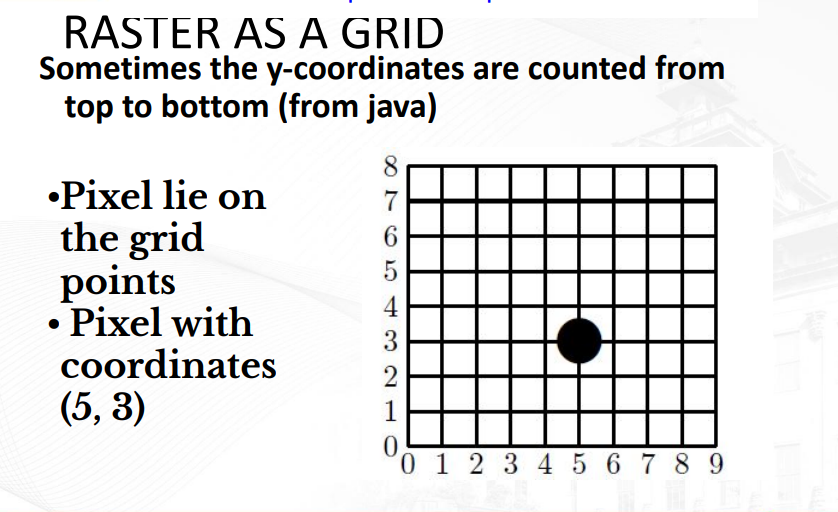 RASTER AS A GRID
Sometimes the y-coordinates are counted from
top to bottom (from java)
•Pixel lie on
the grid
points
• Pixel with
coordinates
(5, 3)
8
7
6
5
4
3
2
1
0
0 1 2 3 4 5 6 7 8 9